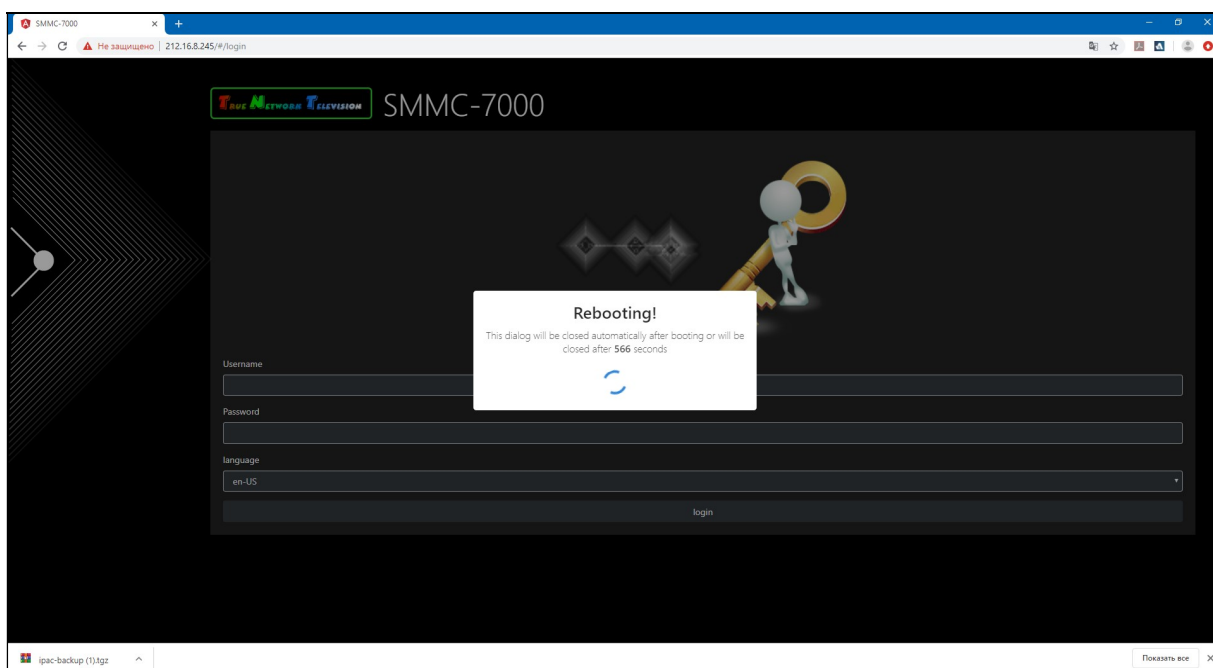 SMMC-7000
Не защищено | 212.16.8.245/#/login
TRUE NETWORK TELEVISION
SMMC-7000
Rebooting!
This dialog will be closed automatically after booting or will be
closed after 566 seconds
Username
Password
language
en-US
login
ipac-backup (1).tgz
Показать все